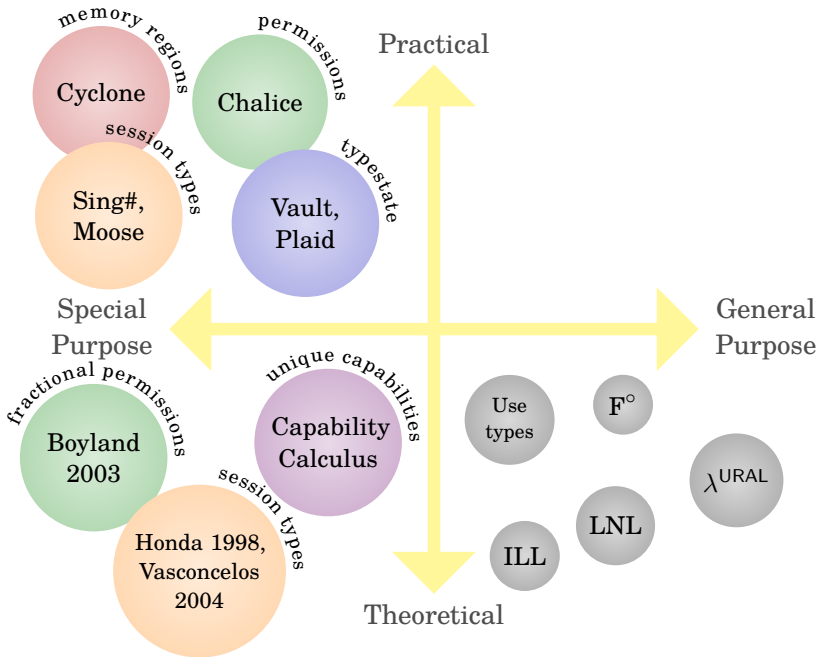 memory regions
Cyclone
permissions
Chalice
Practical
session types
Sing#,
Moose
typestate
Vault,
Plaid
Special
Purpose
General
Purpose
fractional permissions
Boyland
2003
unique capabilities
Capability
Calculus
session types
Honda 1998,
Vasconcelos
2004
Use
types
F°
λURAL
LNL
ILL
Theoretical